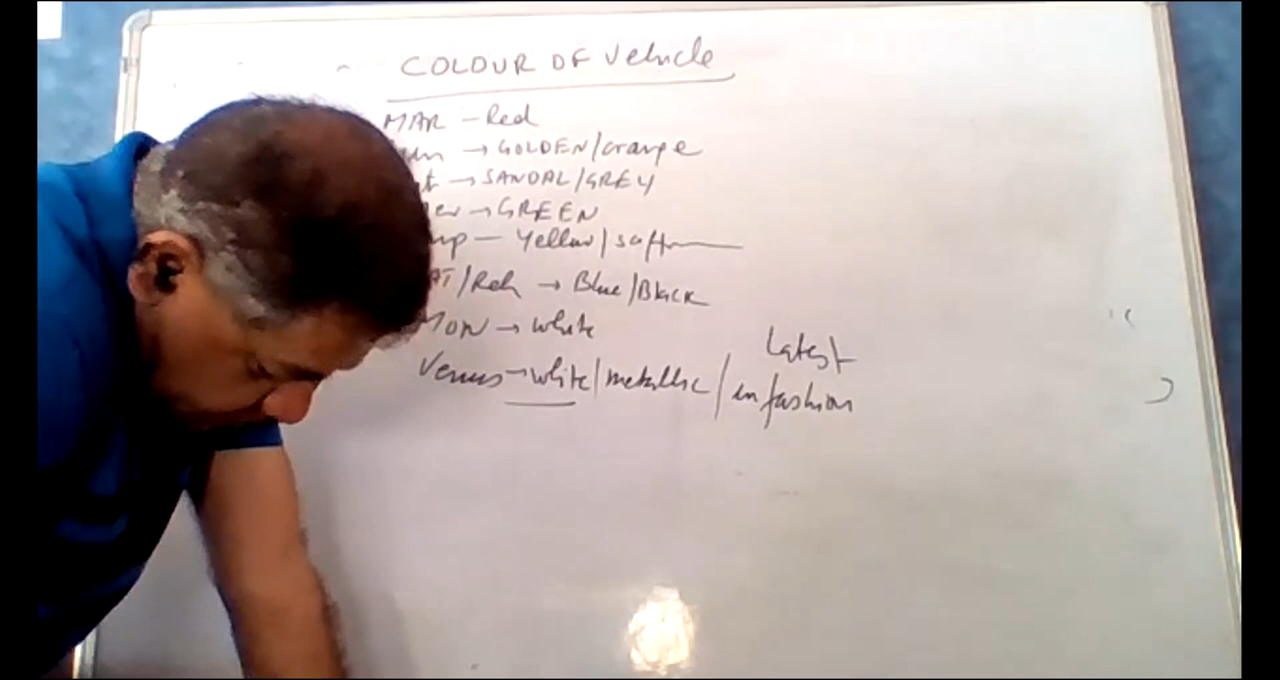 COLOUR OF Vehicle
MAR - Red
→ GOLDEN/orange
→ SANDAL/GREY
→ GREEN
- Yellow/
/Rah → Blue/Black
MON → white
Latest
Venus → white/metallic/in fashion